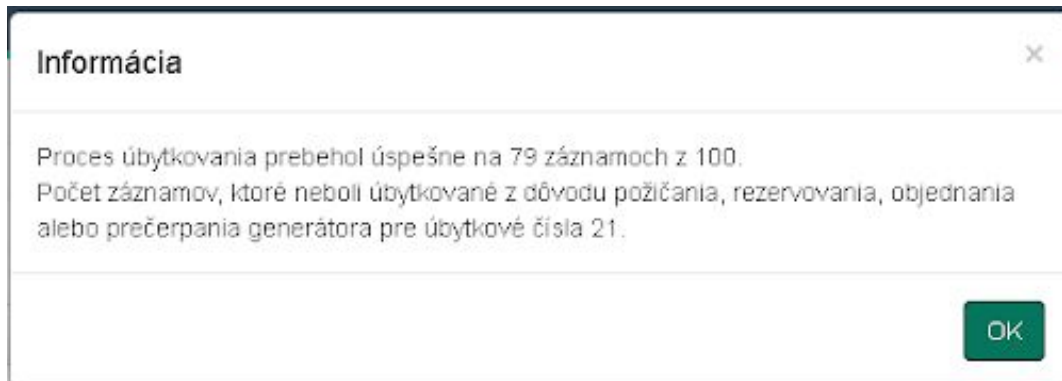 Informácia
×
Proces úbytkovania prebehol úspešne na 79 záznamoch z 100.
Počet záznamov, ktoré neboli úbytkované z dôvodu požičania, rezervovania, objednania
alebo prečerpania generátora pre úbytkové čísla 21.
OK